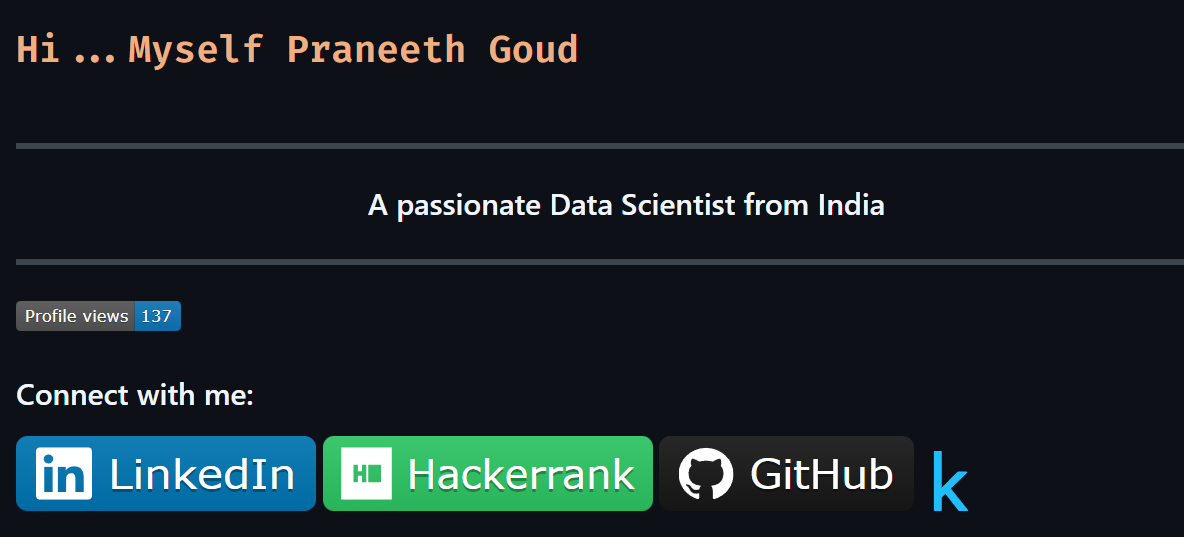 Hi ... Myself Praneeth Goud
A passionate Data Scientist from India
Profile views 137
Connect with me:
in LinkedIn H Hackerrank GitHub k